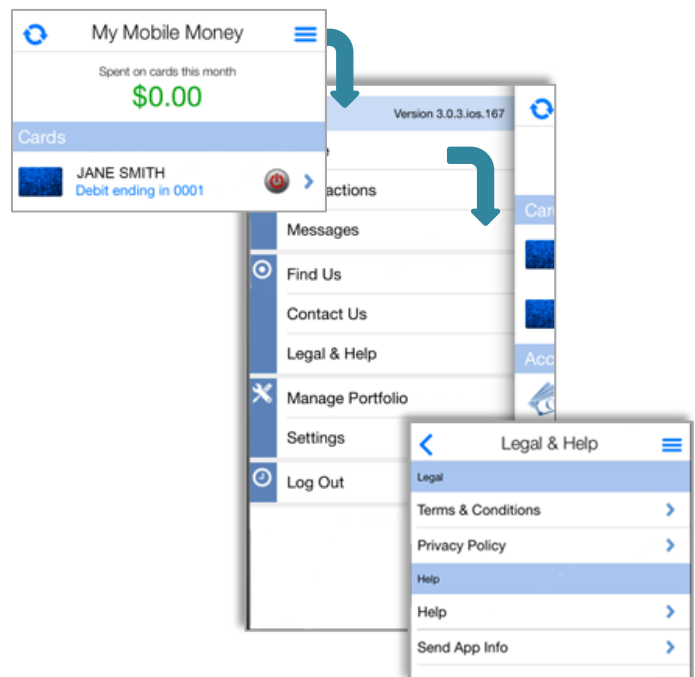 My Mobile Money
Spent on cards this month
$0.00
Cards
JANE SMITH
Debit ending in 0001
Version 3.0.3.ios.167
Messages
Find Us
Contact Us
Legal & Help
Manage Portfolio
Settings
Log Out
Legal & Help
Legal
Terms & Conditions
Privacy Policy
Help
Help
Send App Info